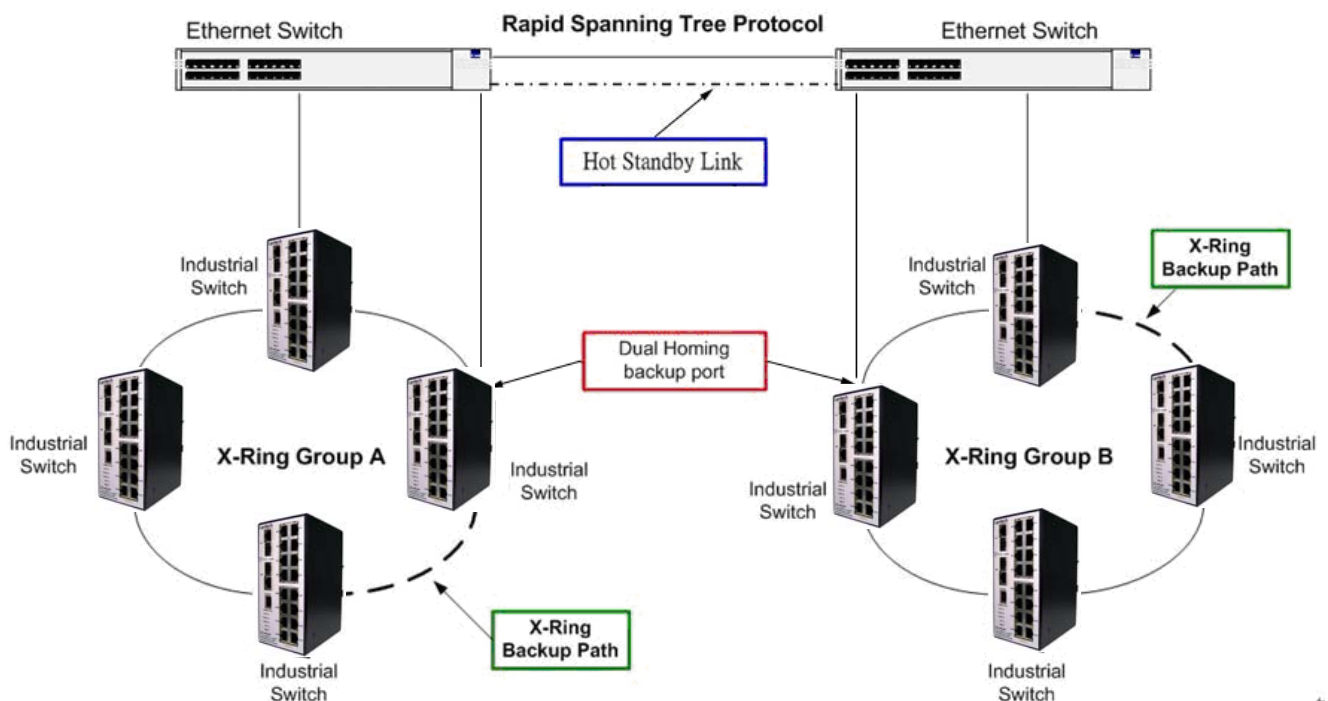 Rapid Spanning Tree Protocol
Ethernet Switch
Ethernet Switch
Hot Standby Link
Industrial
Switch
Industrial
Switch
X-Ring
Backup Path
Dual Homing
backup port
Industrial
Switch
X-Ring Group A
Industrial
Switch
Industrial
Switch
X-Ring Group B
Industrial
Switch
X-Ring
Backup Path
Industrial
Switch
Industrial
Switch